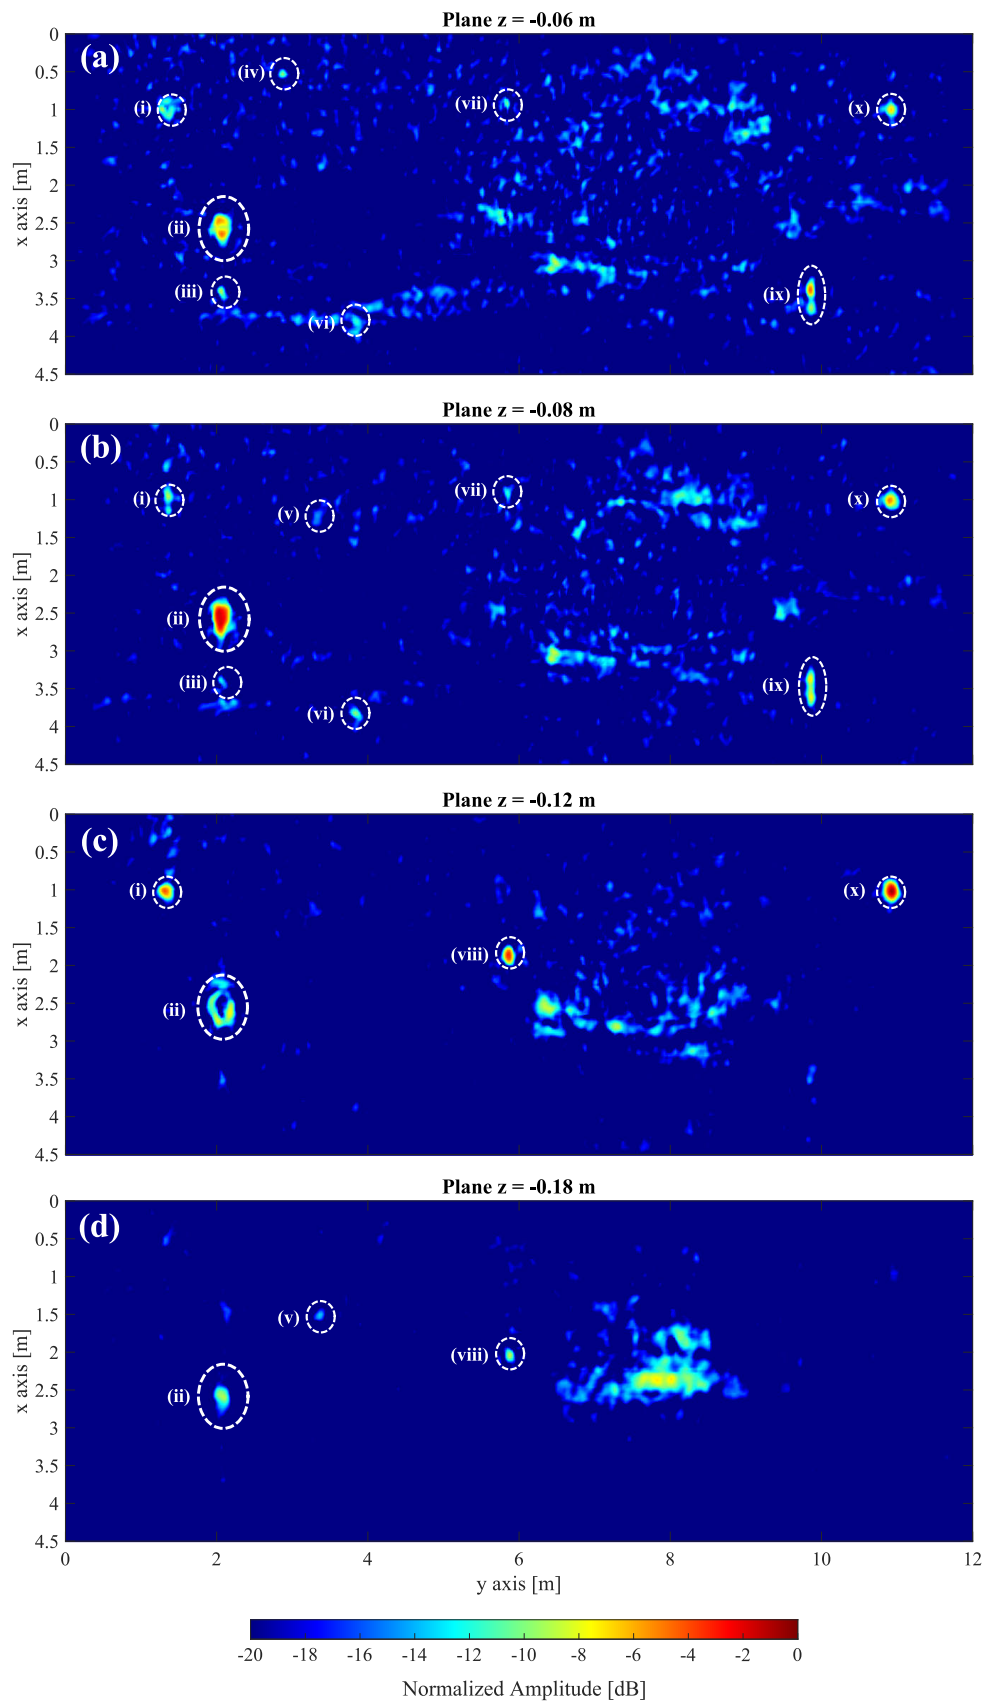 Plane z = -0.06 m
(a)
0
0.5
1
1.5
2
2.5
3
3.5
4
4.5
x axis [m]
(i)
(ii)
(iii)
(iv)
(vi)
(vii)
(ix)
(x)
Plane z = -0.08 m
(b)
0
0.5
1
1.5
2
2.5
3
3.5
4
4.5
x axis [m]
(i)
(ii)
(iii)
(v)
(vi)
(vii)
(ix)
(x)
Plane z = -0.12 m
(c)
0
0.5
1
1.5
2
2.5
3
3.5
4
4.5
x axis [m]
(i)
(ii)
(viii)
(x)
Plane z = -0.18 m
(d)
0
0.5
1
1.5
2
2.5
3
3.5
4
4.5
x axis [m]
(ii)
(v)
(viii)
0 2 4 6 8 10 12
y axis [m]
-20 -18 -16 -14 -12 -10 -8 -6 -4 -2 0
Normalized Amplitude [dB]